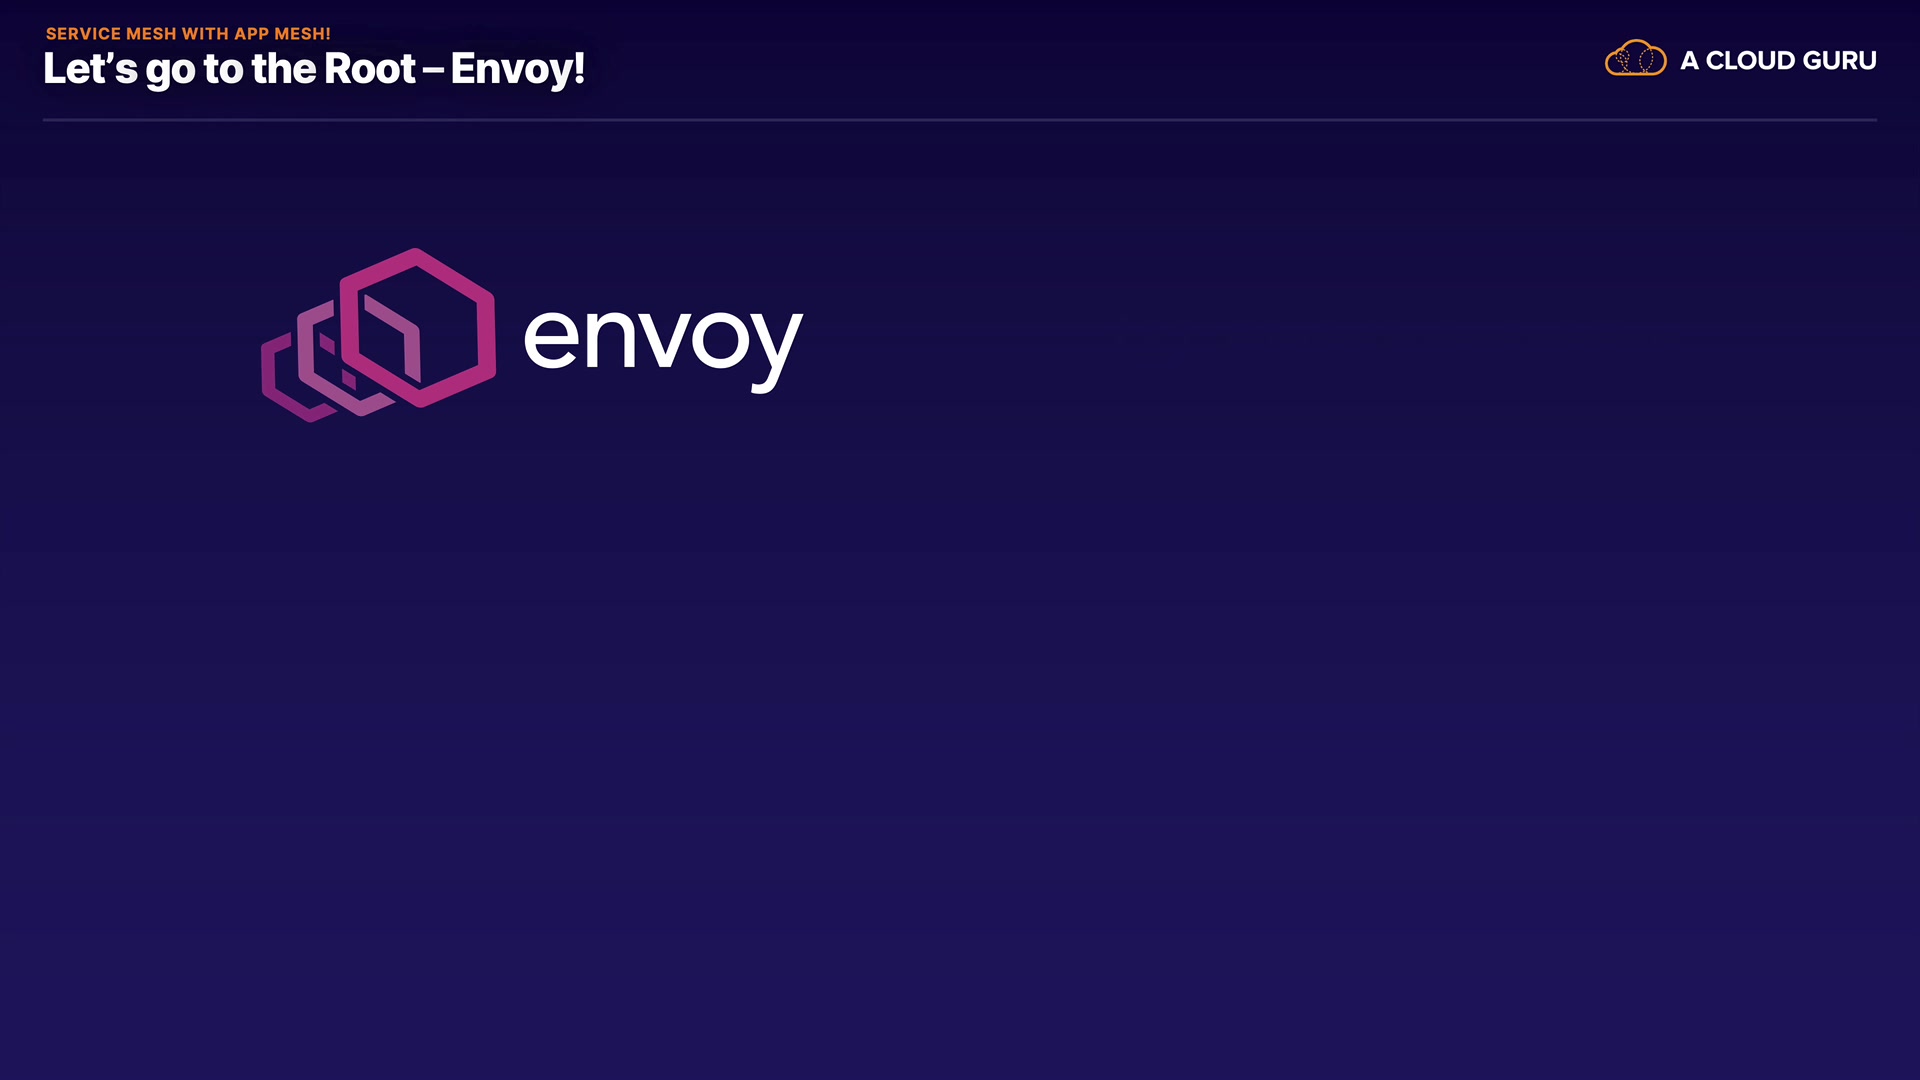 SERVICE MESH WITH APP MESH!
Let's go to the Root – Envoy!
A CLOUD GURU
envoy